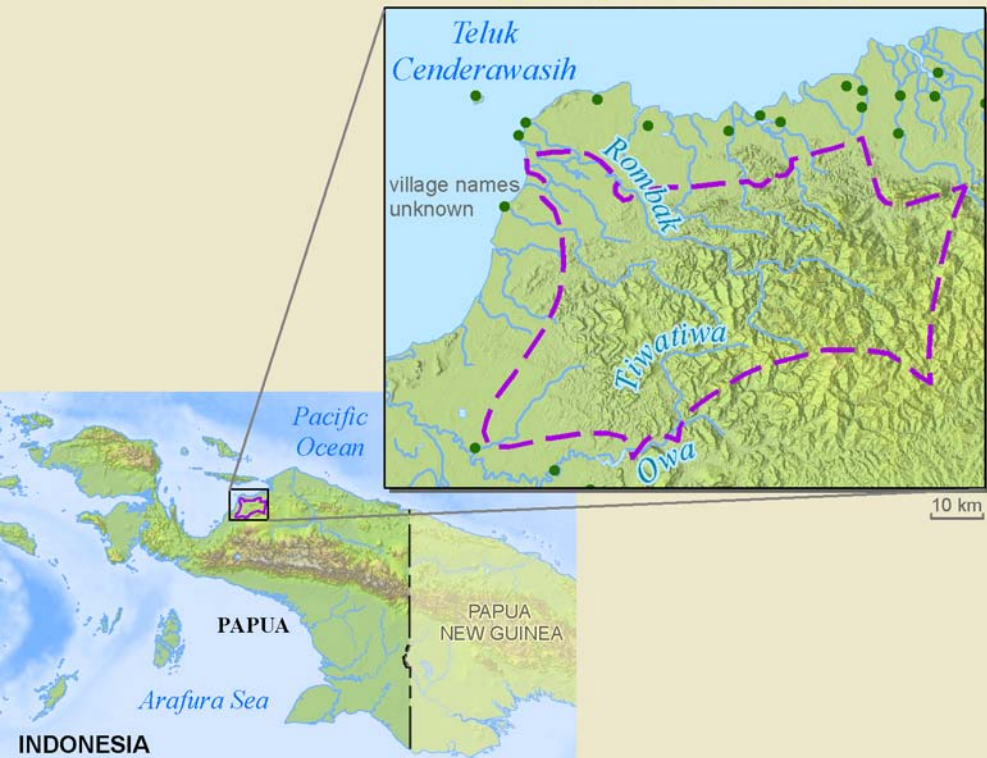 Teluk
Cenderawasih
Rombak
village names
unknown
Tiwatiwa
Owa
10 km
Pacific
Ocean
PAPUA
PAPUA
NEW GUINEA
Arafura Sea
INDONESIA